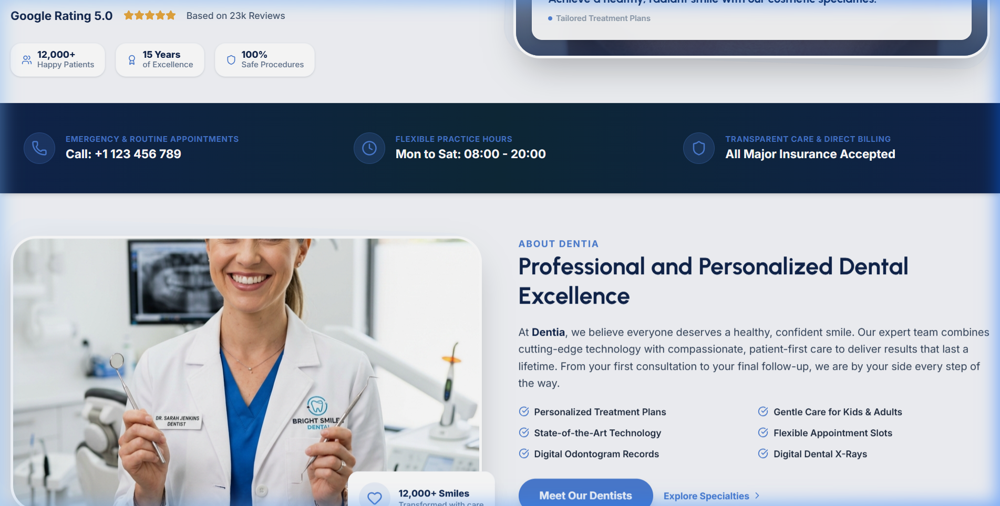 Achieve a healthy, radiant smile with our cosmetic specialties.
Tailored Treatment Plans
Google Rating 5.0
Based on 23k Reviews
12,000+
Happy Patients
15 Years
of Excellence
100%
Safe Procedures
EMERGENCY & ROUTINE APPOINTMENTS
Call: +1 123 456 789
FLEXIBLE PRACTICE HOURS
Mon to Sat: 08:00 - 20:00
TRANSPARENT CARE & DIRECT BILLING
All Major Insurance Accepted
DR. SARAH JENKINS
DENTIST
BRIGHT SMILE
DENTAL
12,000+ Smiles
Transformed with care
ABOUT DENTIA
Professional and Personalized Dental
Excellence
At Dentia, we believe everyone deserves a healthy, confident smile. Our expert team combines
cutting-edge technology with compassionate, patient-first care to deliver results that last a
lifetime. From your first consultation to your final follow-up, we are by your side every step of
the way.
Personalized Treatment Plans
Gentle Care for Kids & Adults
State-of-the-Art Technology
Flexible Appointment Slots
Digital Odontogram Records
Digital Dental X-Rays
Meet Our Dentists
Explore Specialties